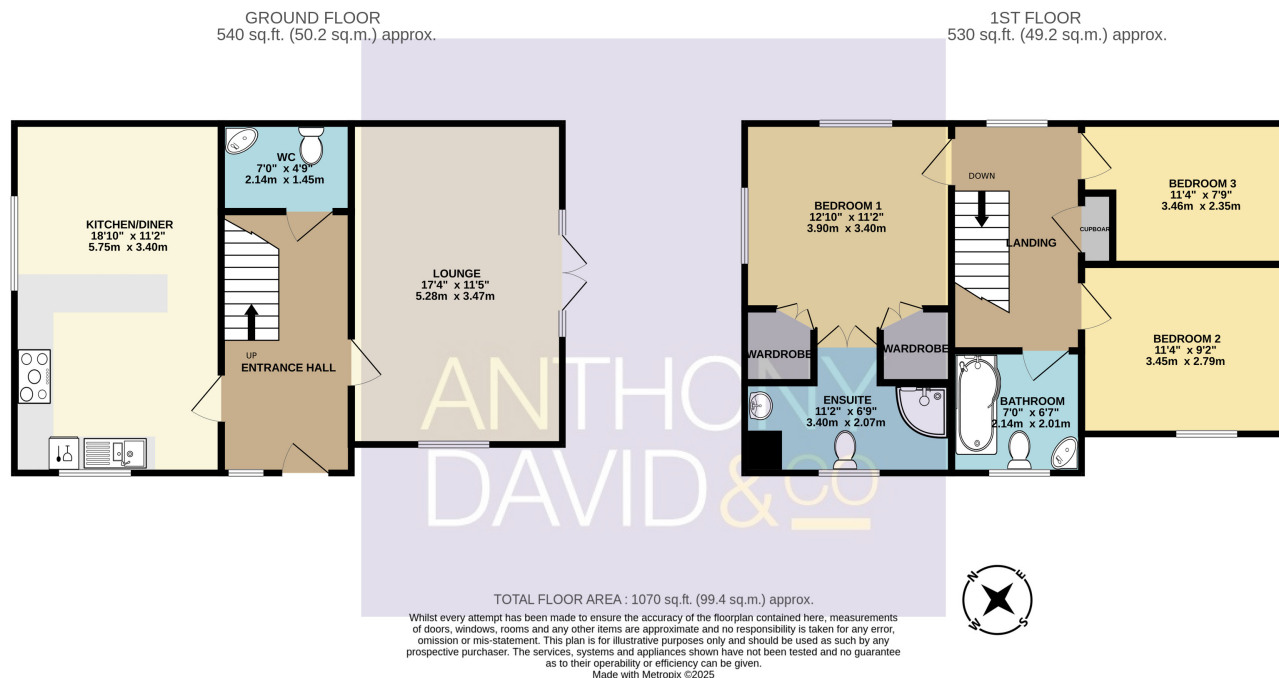 GROUND FLOOR
540 sq.ft. (50.2 sq.m.) approx.
1ST FLOOR
530 sq.ft. (49.2 sq.m.) approx.
WC
7'0" x 4'9"
2.14m x 1.45m
KITCHEN/DINER
18'10" x 11'2"
5.75m x 3.40m
LOUNGE
17'4" x 11'5"
5.28m x 3.47m
UP
ENTRANCE HALL
BEDROOM 1
12'10" x 11'2"
3.90m x 3.40m
DOWN
LANDING
BEDROOM 3
11'4" x 7'9"
3.46m x 2.35m
CUPBOAR
WARDROBE
WARDROBE
BEDROOM 2
11'4" x 9'2"
3.45m x 2.79m
ENSUITE
11'2" x 6'9"
3.40m x 2.07m
BATHROOM
7'0" x 6'7"
2.14m x 2.01m
ANTHONY
DAVID & CO
N
E
W
S
TOTAL FLOOR AREA : 1070 sq.ft. (99.4 sq.m.) approx.
Whilst every attempt has been made to ensure the accuracy of the floorplan contained here, measurements
of doors, windows, rooms and any other items are approximate and no responsibility is taken for any error,
omission or mis-statement. This plan is for illustrative purposes only and should be used as such by any
prospective purchaser. The services, systems and appliances shown have not been tested and no guarantee
as to their operability or efficiency can be given.
Made with Metropix ©2025